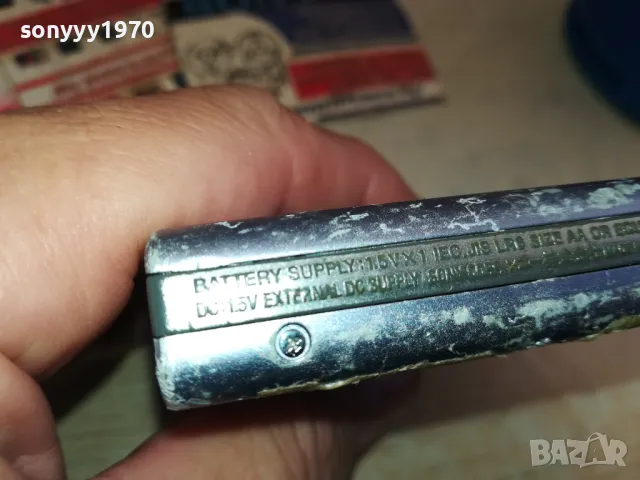 sonyyy1970
BATTERY SUPPLY:1.5V×1 IEC,JIS LR6 SIZE AA OR
DC:1.5V EXTERNAL DC SUPPLY SONY
BAZAR